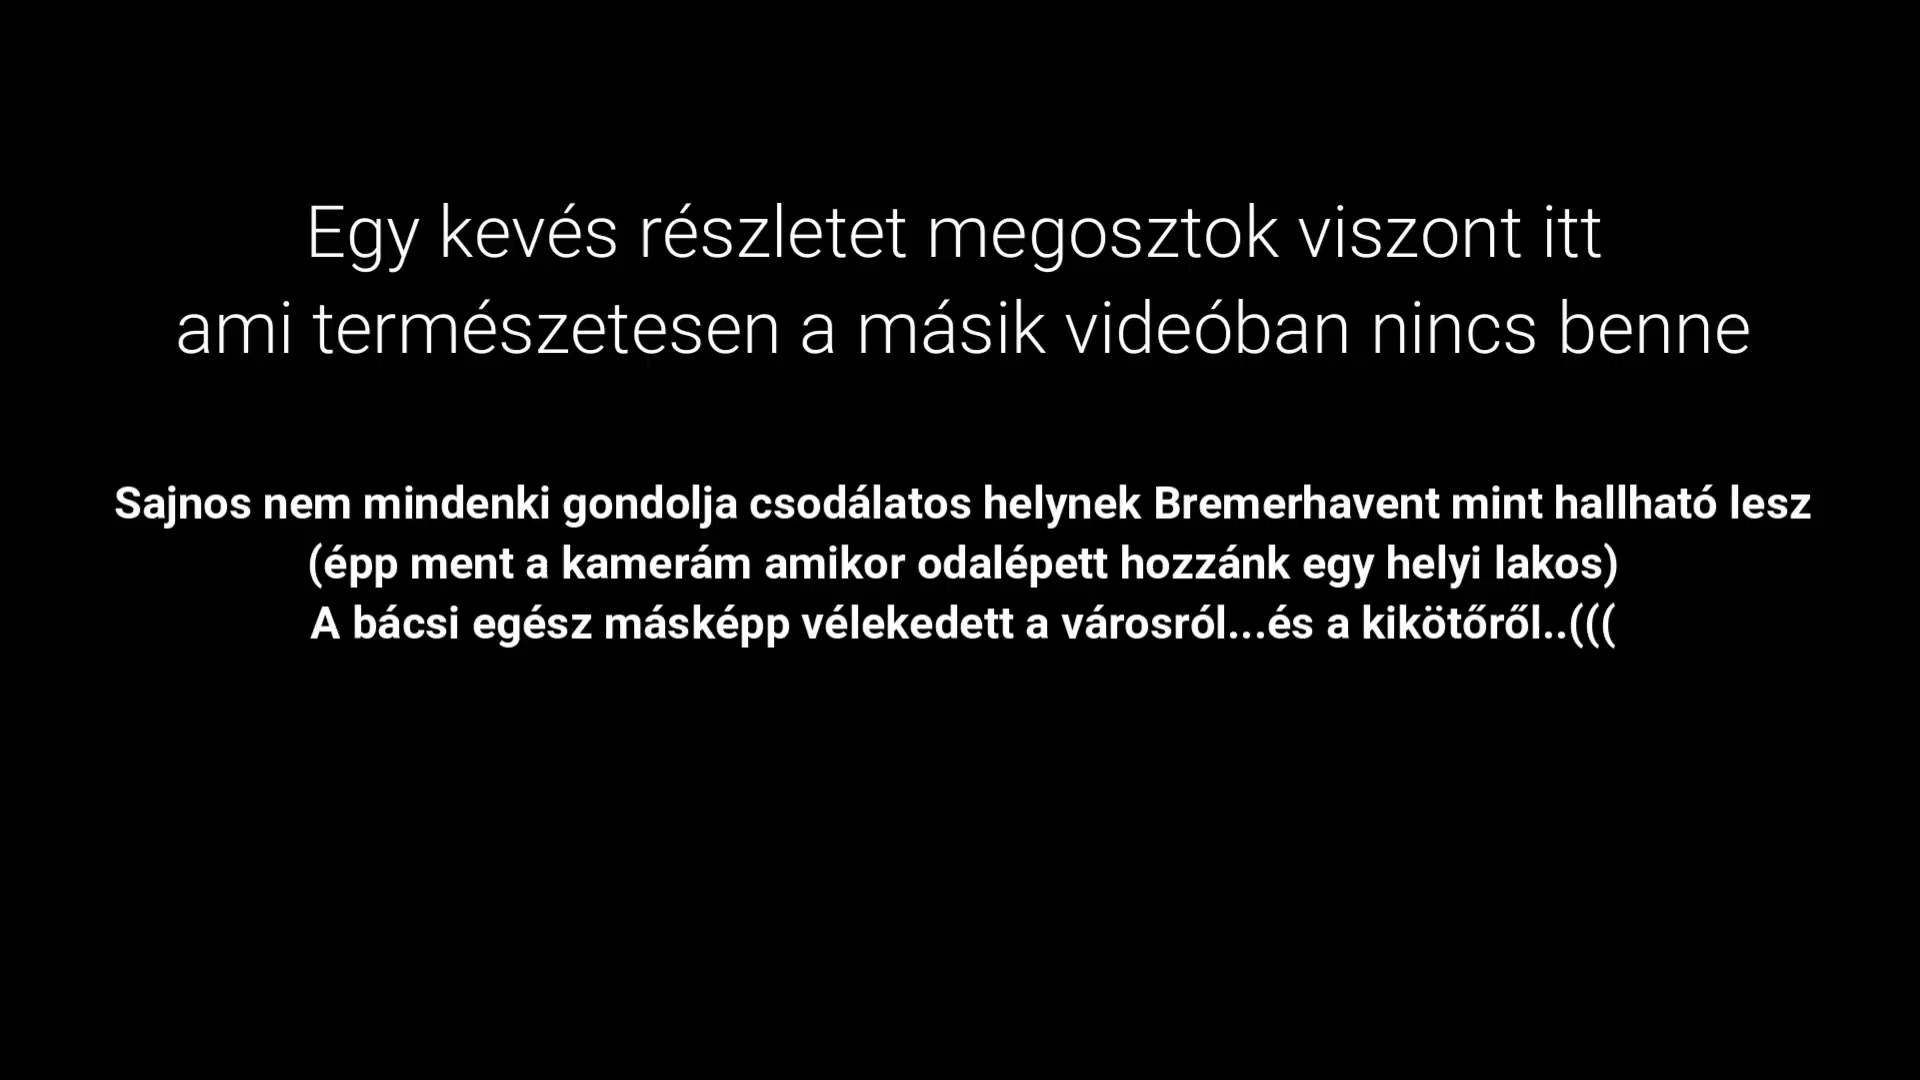 Egy kevés részletet megosztok viszont itt
ami természetesen a másik videóban nincs benne
Sajnos nem mindenki gondolja csodálatos helynek Bremerhavent mint hallható lesz
(épp ment a kamerám amikor odalépett hozzánk egy helyi lakos)
A bácsi egész másképp vélekedett a városról...és a kikötőről..(((